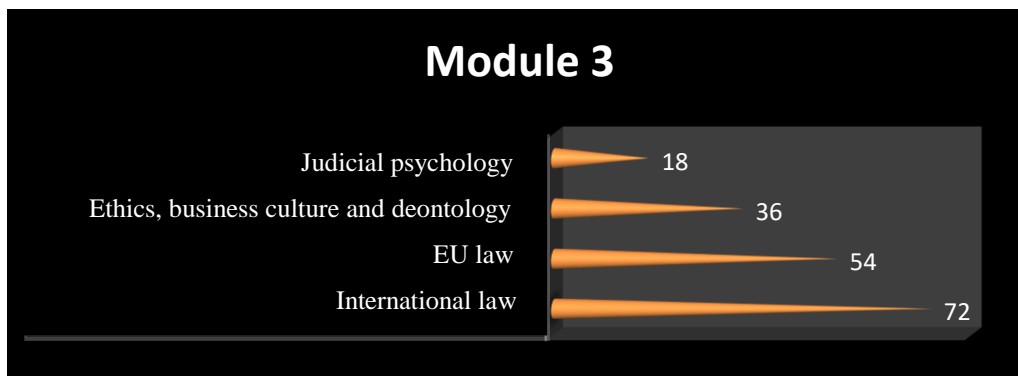 Module 3
Judicial psychology 18
Ethics, business culture and deontology 36
EU law 54
International law 72